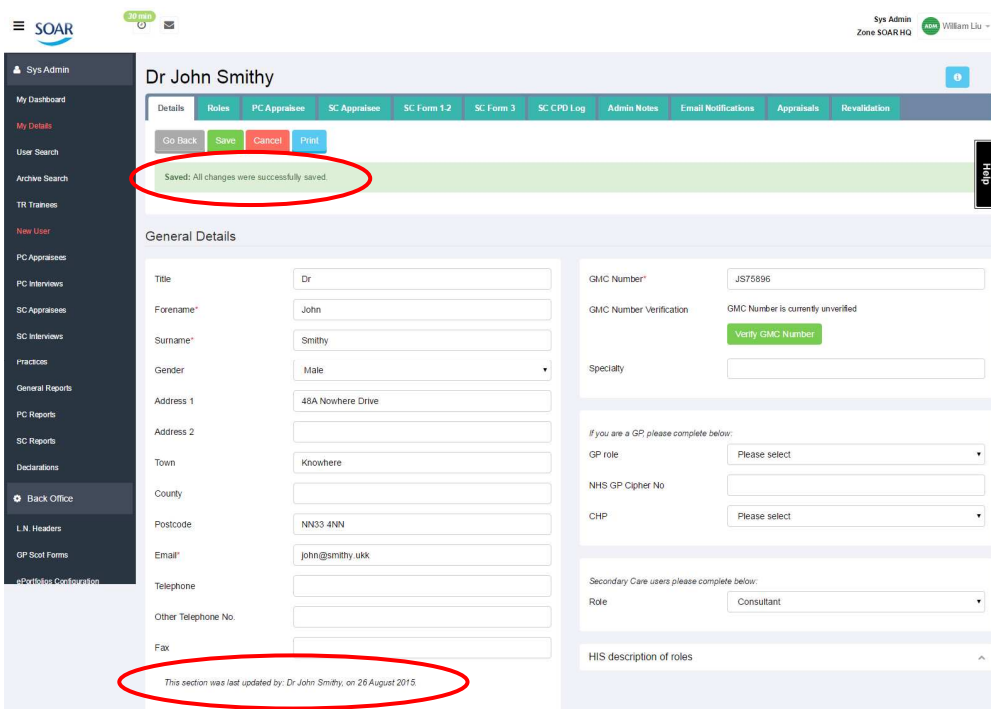 30 min
SOAR
Sys Admin
Zone SOAR HQ
ADM
William Liu
Sys Admin
My Dashboard
My Details
User Search
Archive Search
TR Trainees
New User
PC Appraisees
PC Interviews
SC Appraisees
SC Interviews
Practices
General Reports
PC Reports
SC Reports
Declarations
Back Office
L.N. Headers
GP Scot Forms
ePortfolios Configuration
Dr John Smithy
Details Roles PC Appraisee SC Appraisee SC Form 1-2 SC Form 3 SC CPD Log Admin Notes Email Notifications Appraisals Revalidation
Go Back Save Cancel Print
Saved: All changes were successfully saved.
Help
General Details
Title Dr
Forename* John
Surname* Smithy
Gender Male
Address 1 48A Nowhere Drive
Address 2
Town Knowhere
County
Postcode NN33 4NN
Email* john@smithy.ukk
Telephone
Other Telephone No.
Fax
This section was last updated by: Dr John Smithy, on 26 August 2015.
GMC Number* JS75896
GMC Number Verification GMC Number is currently unverified
Verify GMC Number
Specialty
If you are a GP, please complete below:
GP role Please select
NHS GP Cipher No
CHP Please select
Secondary Care users please complete below:
Role Consultant
HIS description of roles